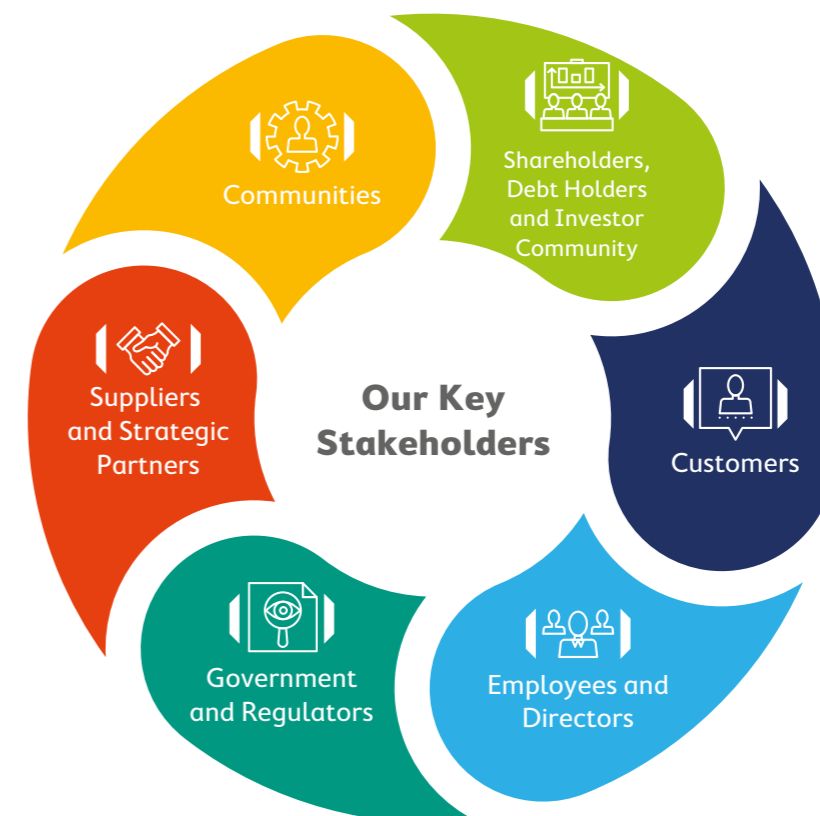 Our Key
Stakeholders
Shareholders,
Debt Holders
and Investor
Community
Customers
Employees and
Directors
Government
and Regulators
Suppliers
and Strategic
Partners
Communities